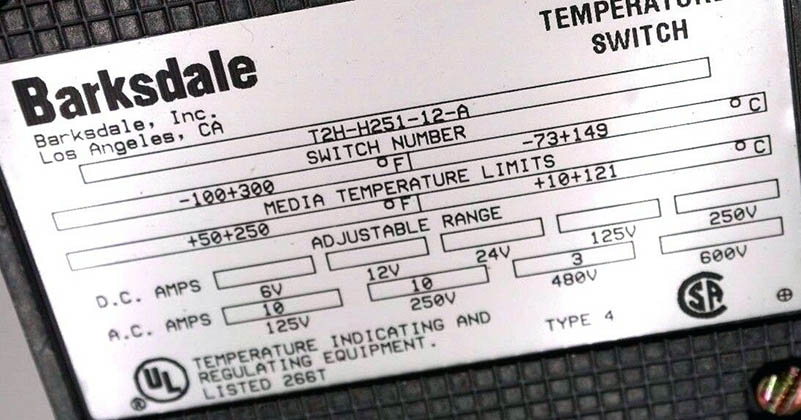 Barksdale
TEMPERATURE
SWITCH
Barksdale, Inc.
Los Angeles, CA
T2H-H251-12-A
SWITCH NUMBER
-100+300 °F -73+149 °C
MEDIA TEMPERATURE LIMITS
+50+250 °F +10+121 °C
ADJUSTABLE RANGE
D.C. AMPS
6V 12V 24V 125V 250V
A.C. AMPS 10 10 3
125V 250V 480V 600V
UL ®
TEMPERATURE INDICATING AND
REGULATING EQUIPMENT.
LISTED 266T
TYPE 4
SA